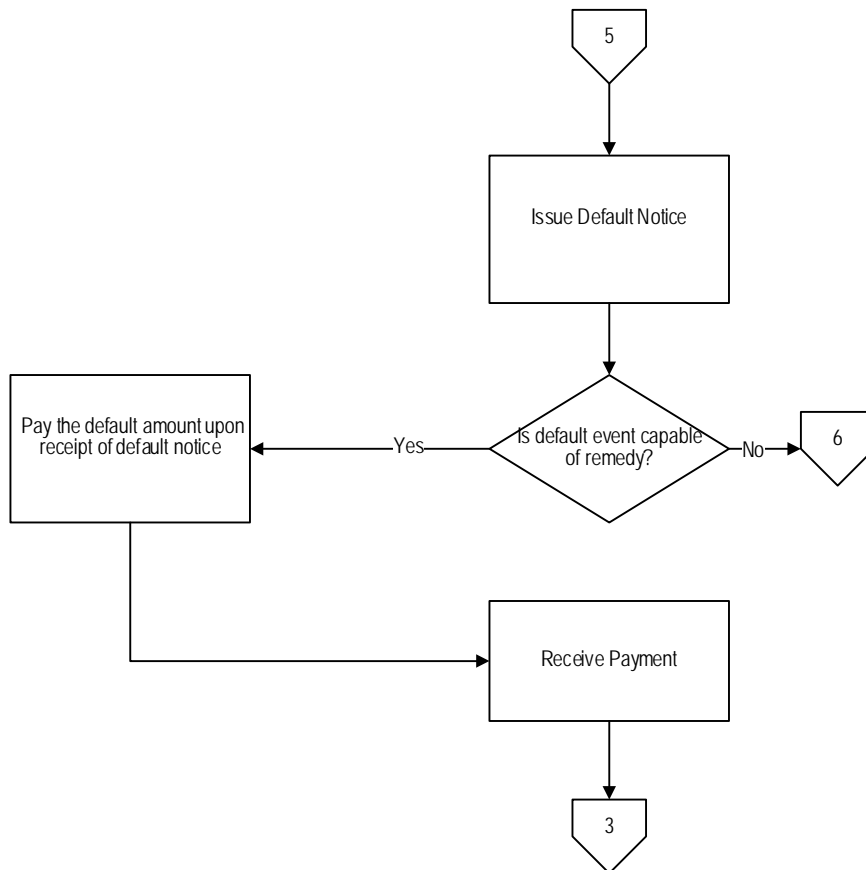 5
Issue Default Notice
Pay the default amount upon
receipt of default notice
Yes
Is default event capable
of remedy?
No
6
Receive Payment
3